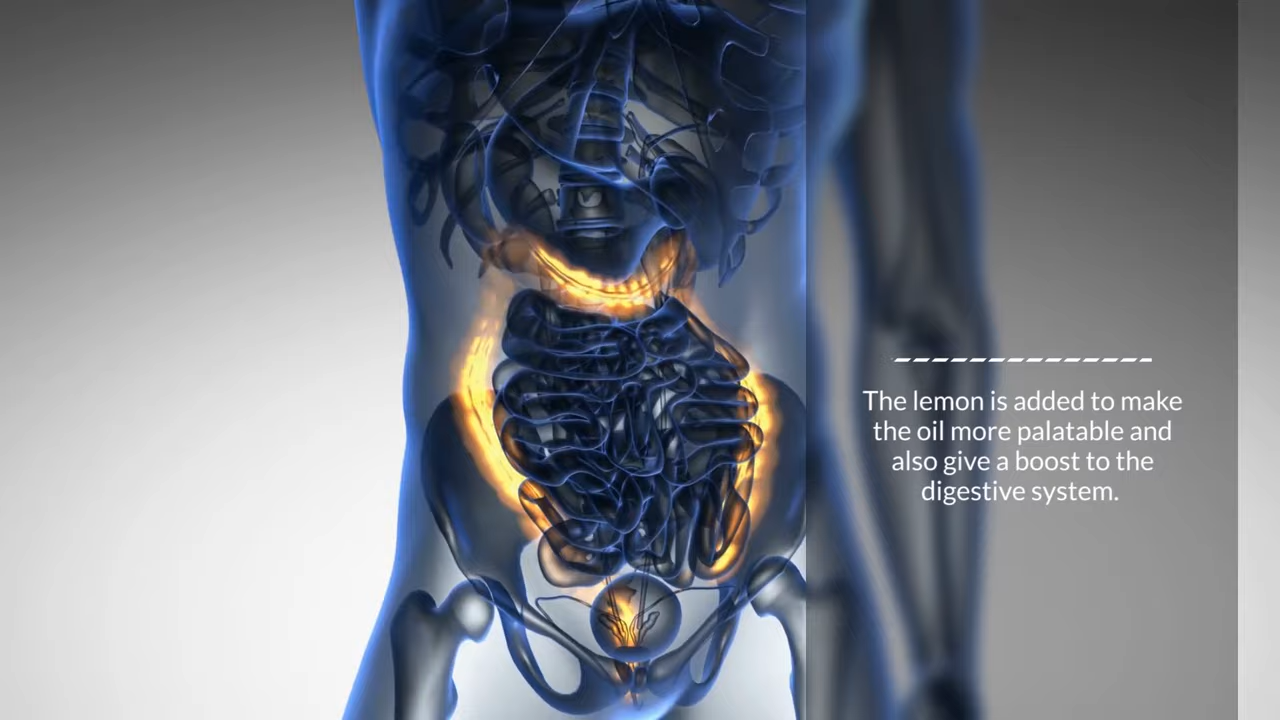 The lemon is added to make
the oil more palatable and
also give a boost to the
digestive system.